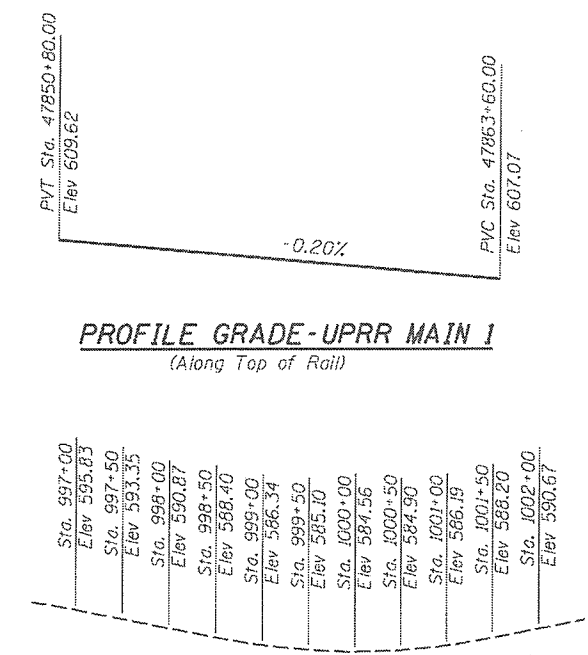 PVT Sta. 47850+80.00
Elev 609.62
-0.20%
PVC Sta. 47863+60.00
Elev 607.07
PROFILE GRADE-UPRR MAIN 1
(Along Top of Rail)
Sta. 997+00
Elev 595.83
Sta. 997+50
Elev 593.35
Sta. 998+00
Elev 590.87
Sta. 998+50
Elev 588.40
Sta. 999+00
Elev 586.34
Sta. 999+50
Elev 585.10
Sta. 1000+00
Elev 584.56
Sta. 1000+50
Elev 584.90
Sta. 1001+00
Elev 586.19
Sta. 1001+50
Elev 588.20
Sta. 1002+00
Elev 590.67